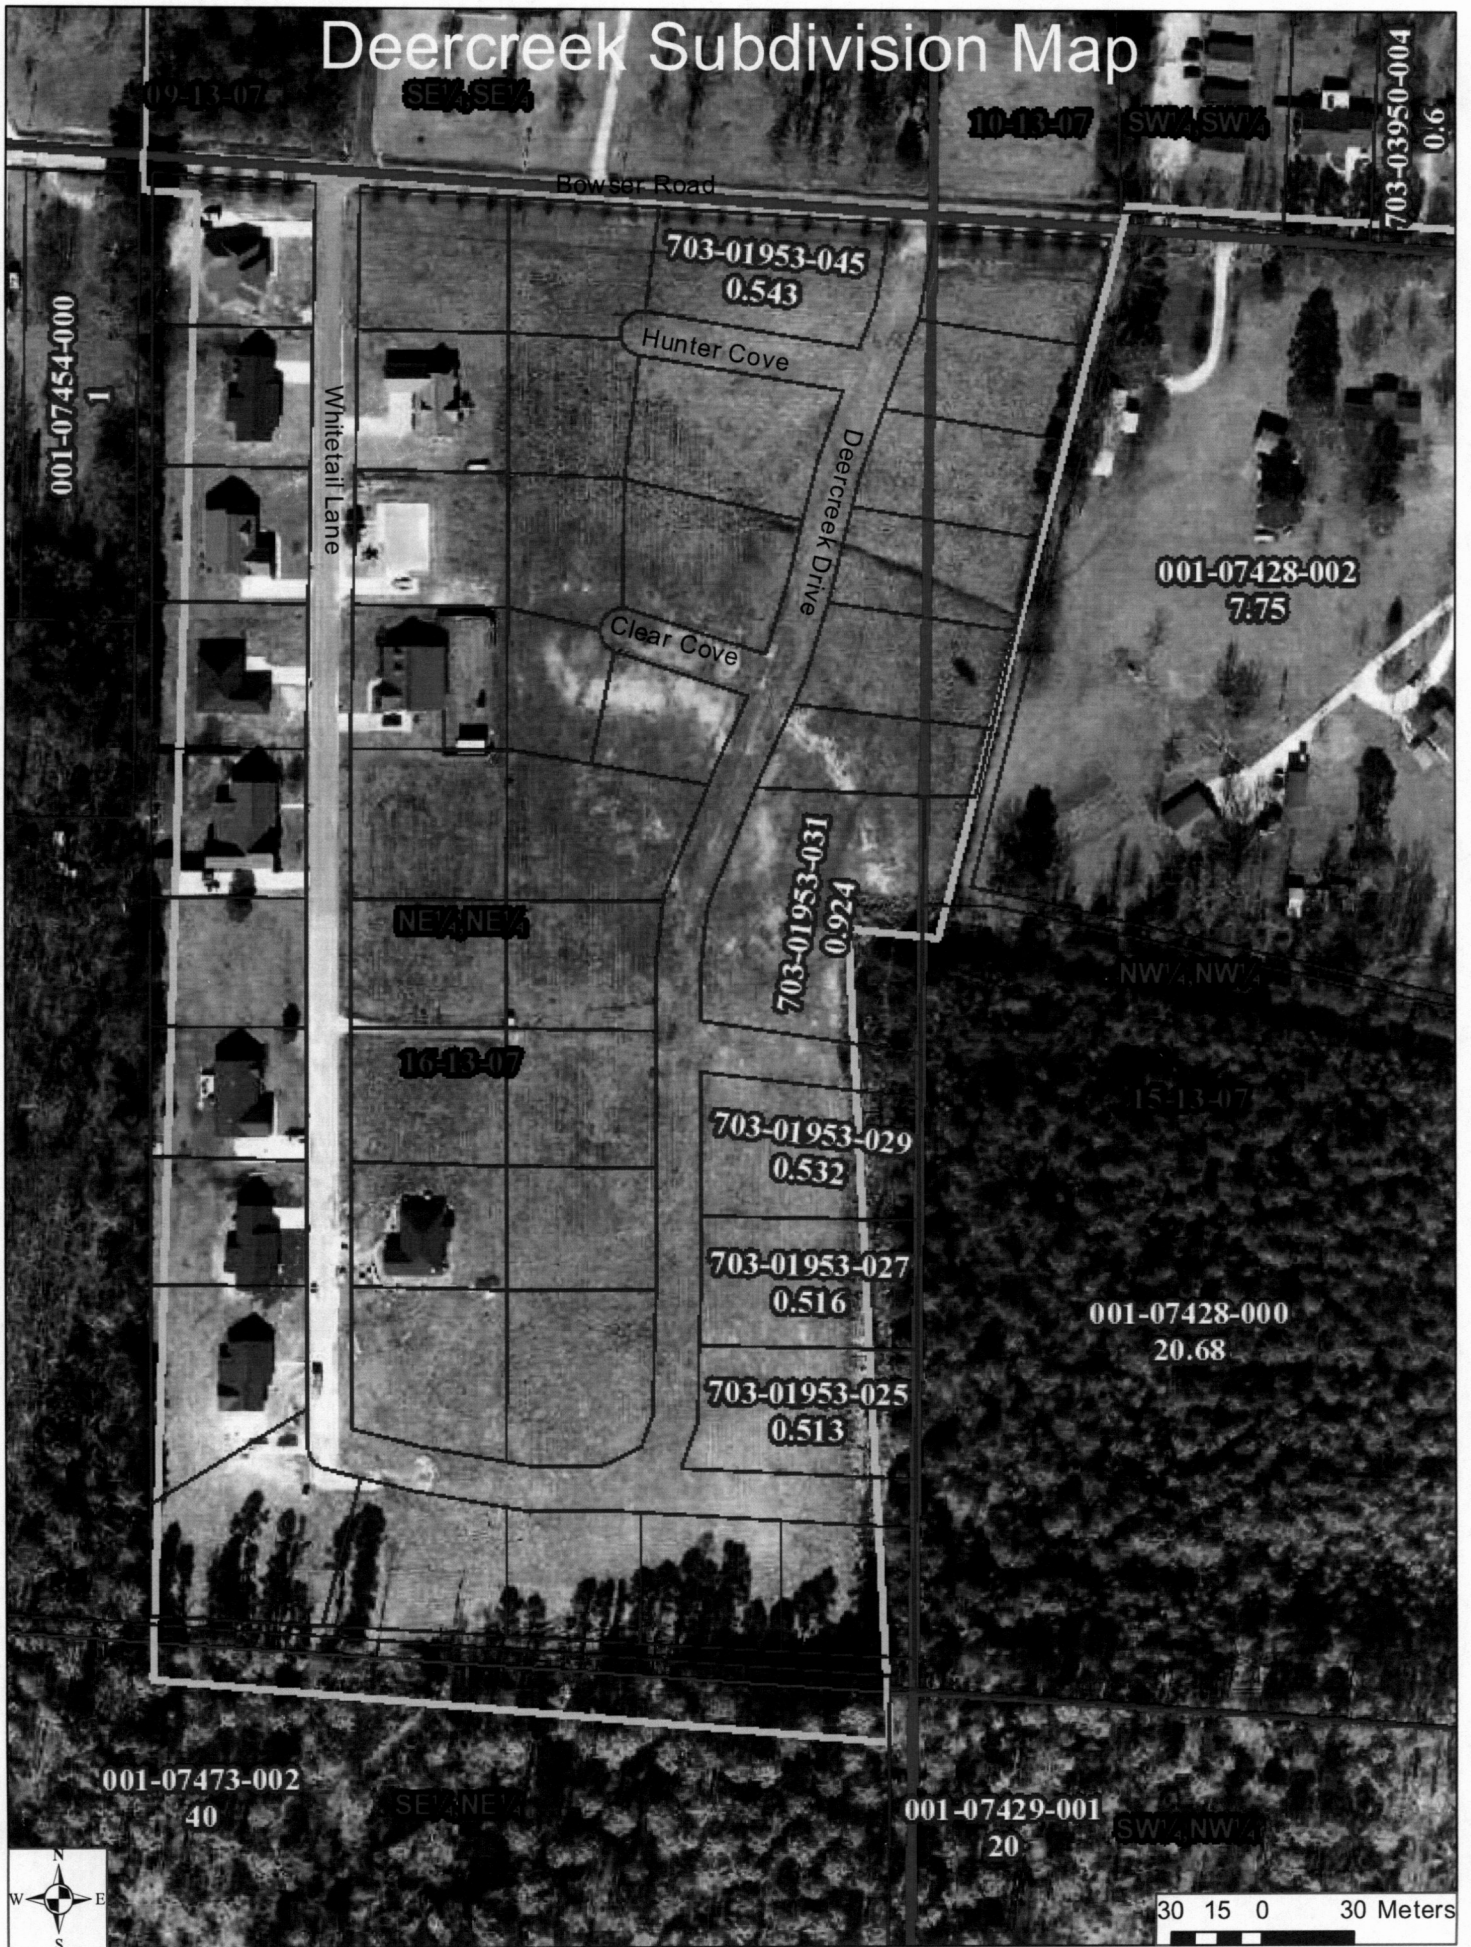 Deercreek Subdivision Map
09-13-07
SE¼,SE¼
10-13-07
SW¼,SW¼
703-03950-004
0.6
Bowser Road
703-01953-045
0.543
Hunter Cove
001-07454-000
1
Whitetail Lane
Deercreek Drive
001-07428-002
7.75
Clear Cove
703-01953-031
0.924
NE¼,NE¼
NW¼,NW¼
16-13-07
15-13-07
703-01953-029
0.532
703-01953-027
0.516
001-07428-000
20.68
703-01953-025
0.513
001-07473-002
40
SE¼,NE¼
001-07429-001
20
SW¼,NW¼
N
W E
S
30 15 0 30 Meters